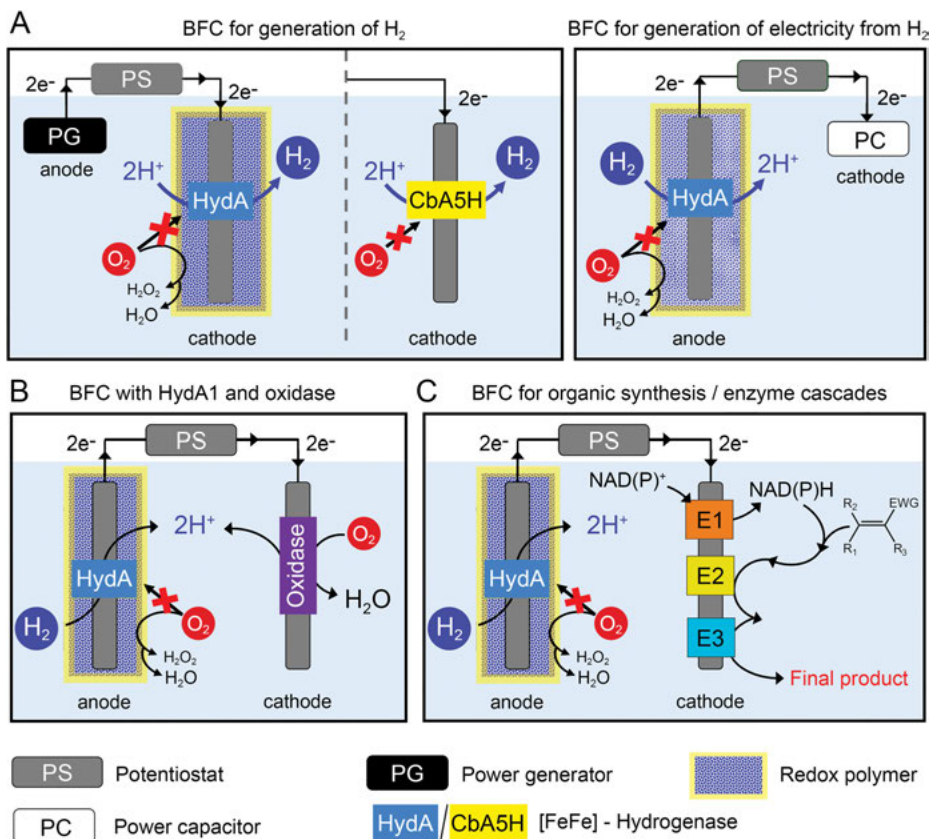 A
BFC for generation of H₂
2e-
PS
2e-
PG
anode
2H⁺
H₂
HydA
O₂
H₂O₂
H₂O
cathode
2e-
2H⁺
H₂
CbA5H
O₂
cathode
BFC for generation of electricity from H₂
2e-
PS
2e-
PC
cathode
H₂
2H⁺
HydA
O₂
H₂O₂
H₂O
anode
B
BFC with HydA1 and oxidase
2e-
PS
2e-
2H⁺
HydA
H₂
O₂
H₂O₂
H₂O
anode
Oxidase
O₂
H₂O
cathode
C
BFC for organic synthesis / enzyme cascades
2e-
PS
2e-
2H⁺
HydA
H₂
O₂
H₂O₂
H₂O
anode
NAD(P)⁺
NAD(P)H
E1
E2
E3
R₂
EWG
R₁
R₃
Final product
cathode
PS
Potentiostat
PG
Power generator
Redox polymer
PC
Power capacitor
HydA / CbA5H
[FeFe] - Hydrogenase